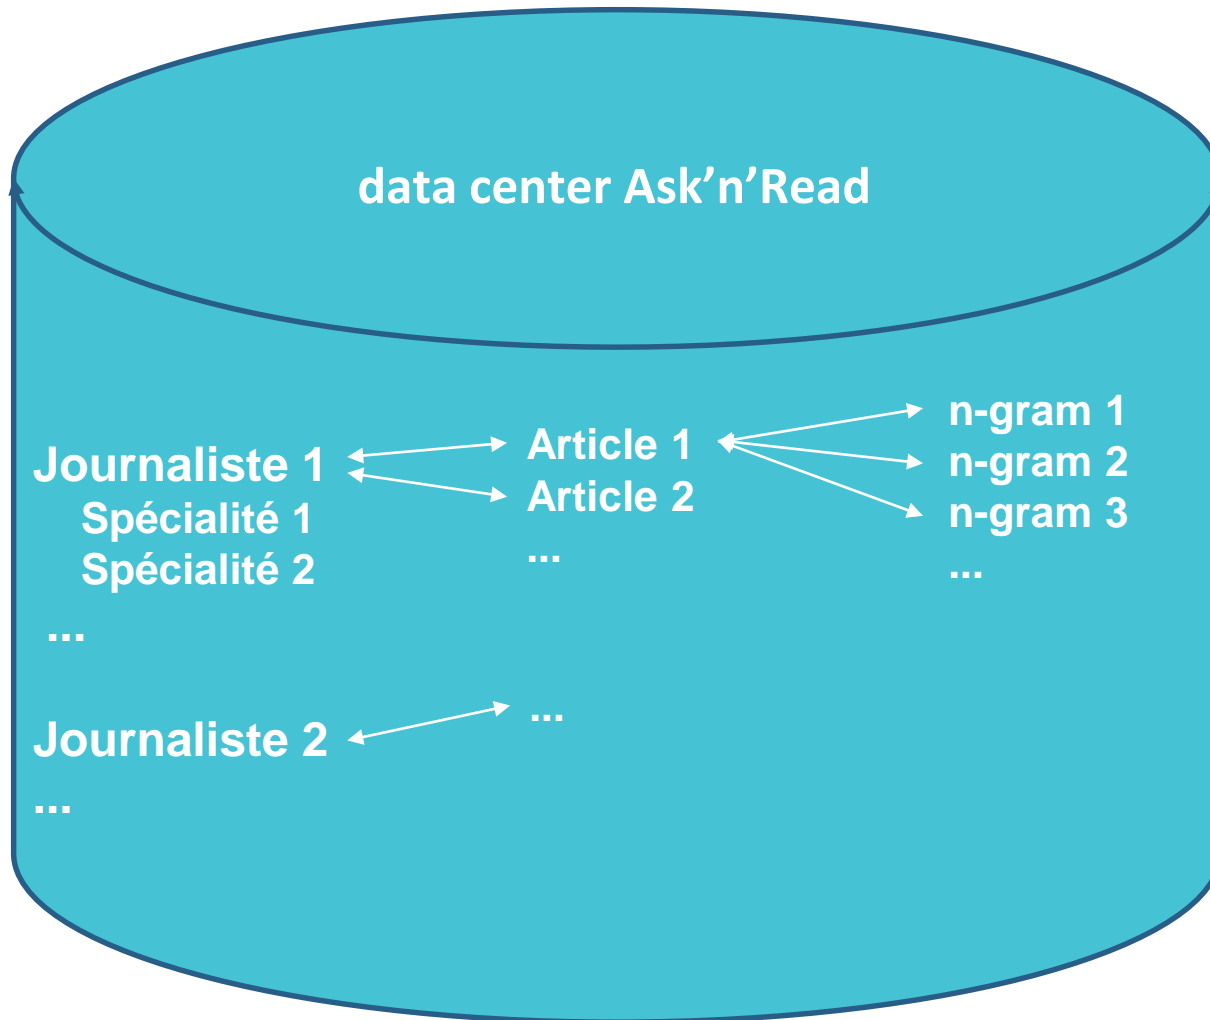 data center Ask’n’Read
Journaliste 1
Spécialité 1
Spécialité 2
...
Journaliste 2
...
Article 1
Article 2
...
...
n-gram 1
n-gram 2
n-gram 3
...